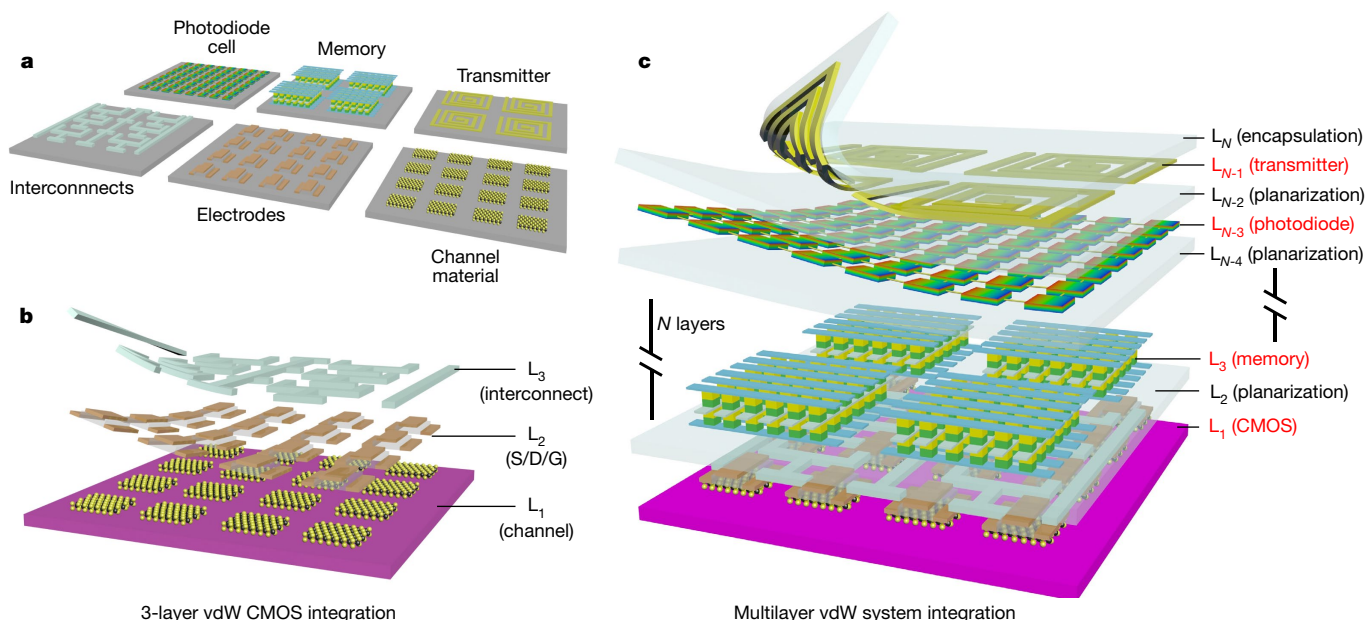 a
Photodiode
cell
Memory
Transmitter
Interconnnects
Electrodes
Channel
material
b
L3
(interconnect)
L2
(S/D/G)
L1
(channel)
3-layer vdW CMOS integration
c
LN (encapsulation)
LN-1 (transmitter)
LN-2 (planarization)
LN-3 (photodiode)
LN-4 (planarization)
N layers
L3 (memory)
L2 (planarization)
L1 (CMOS)
Multilayer vdW system integration